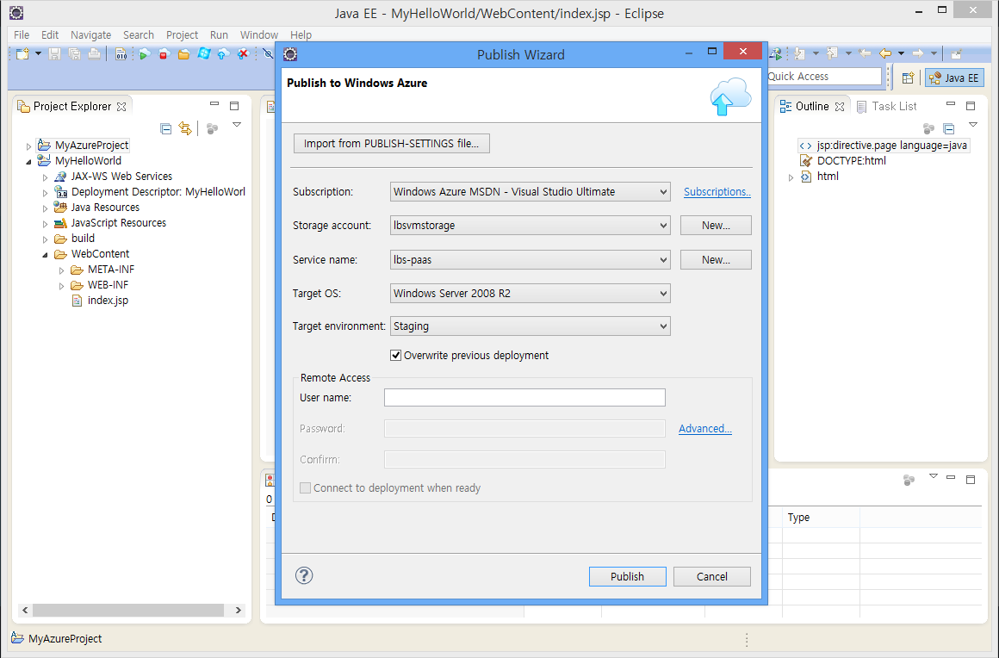 Java EE - MyHelloWorld/WebContent/index.jsp - Eclipse
File Edit Navigate Search Project Run Window Help
Quick Access
Java EE
Project Explorer
MyAzureProject
MyHelloWorld
JAX-WS Web Services
Deployment Descriptor: MyHelloWorl
3.0
Java Resources
JavaScript Resources
build
WebContent
META-INF
WEB-INF
index.jsp
Publish Wizard
Publish to Windows Azure
Import from PUBLISH-SETTINGS file...
Subscription: Windows Azure MSDN - Visual Studio Ultimate Subscriptions..
Storage account: lbsvmstorage New...
Service name: lbs-paas New...
Target OS: Windows Server 2008 R2
Target environment: Staging
Overwrite previous deployment
Remote Access
User name:
Password: Advanced...
Confirm:
Connect to deployment when ready
?
Publish Cancel
Outline Task List
jsp:directive.page language=java
DOCTYPE:html
html
0
Type
MyAzureProject